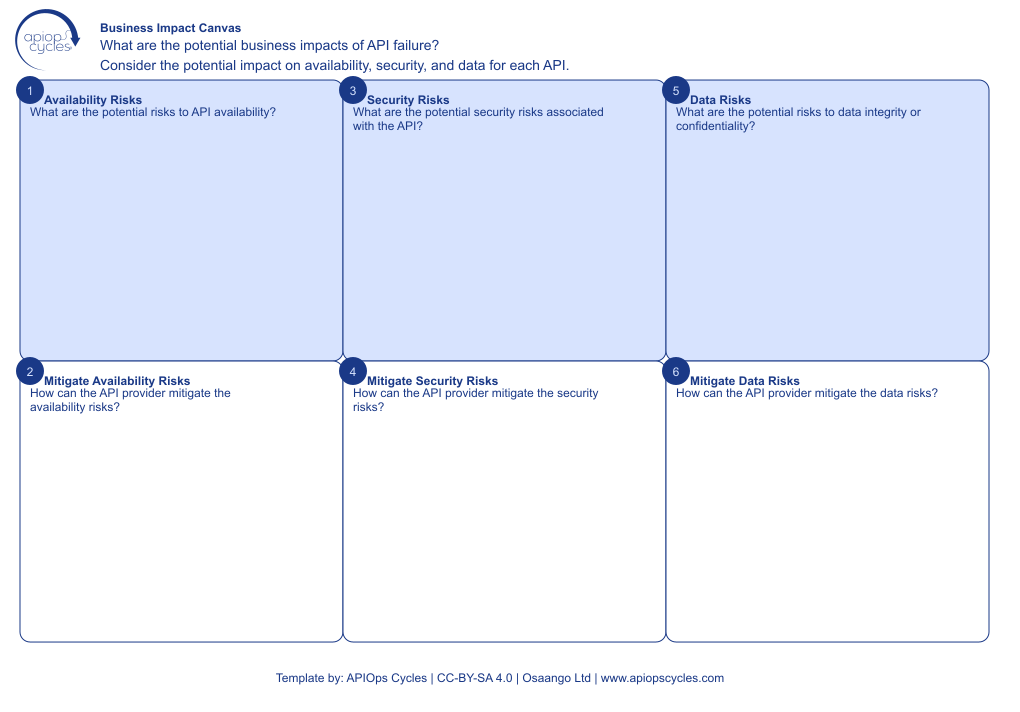 apiops
cycles
Business Impact Canvas
What are the potential business impacts of API failure?
Consider the potential impact on availability, security, and data for each API.
1
Availability Risks
What are the potential risks to API availability?
3
Security Risks
What are the potential security risks associated
with the API?
5
Data Risks
What are the potential risks to data integrity or
confidentiality?
2
Mitigate Availability Risks
How can the API provider mitigate the
availability risks?
4
Mitigate Security Risks
How can the API provider mitigate the security
risks?
6
Mitigate Data Risks
How can the API provider mitigate the data risks?
Template by: APIOps Cycles | CC-BY-SA 4.0 | Osaango Ltd | www.apiopscycles.com